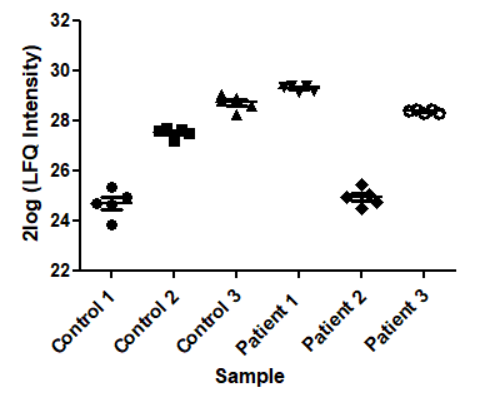 2log (LFQ Intensity)
32
30
28
26
24
22
Control 1
Control 2
Control 3
Patient 1
Patient 2
Patient 3
Sample